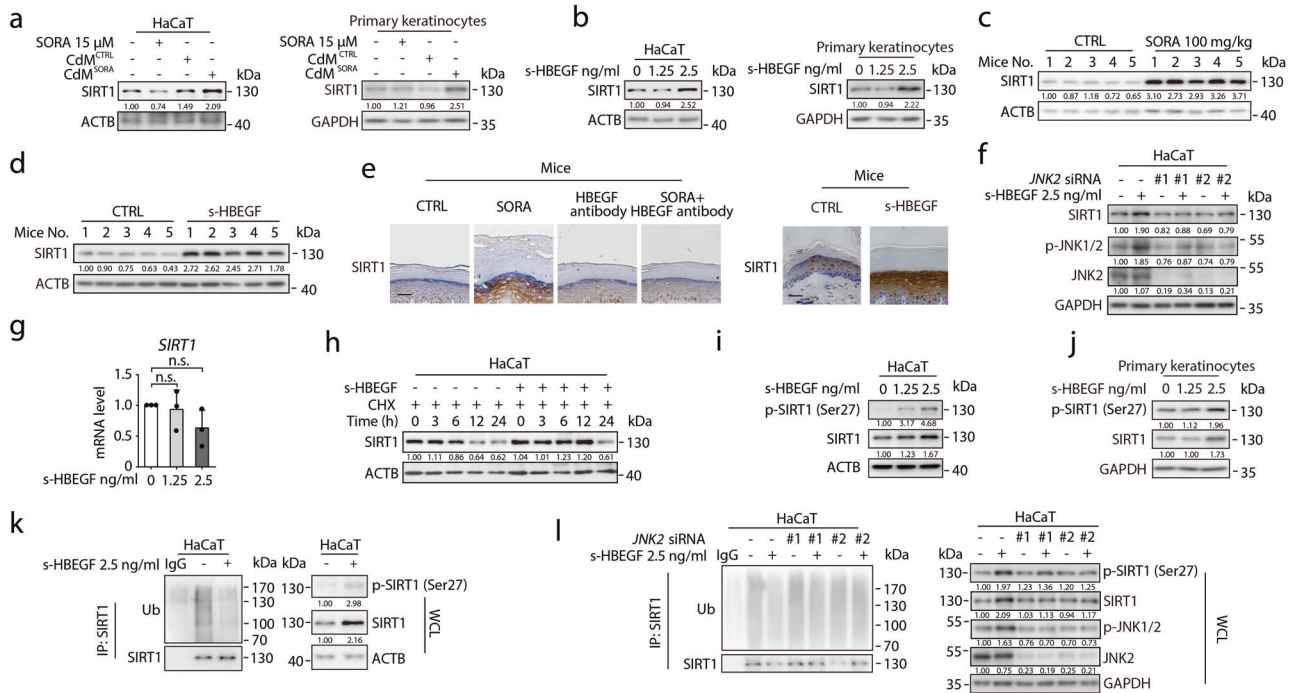 a
HaCaT
SORA 15 μM - + - -
CdM^CTRL - - + -
CdM^SORA - - - + kDa
SIRT1 - 130
1.00 0.74 1.49 2.09
ACTB - 40
Primary keratinocytes
SORA 15 μM - + - -
CdM^CTRL - - + -
CdM^SORA - - - + kDa
SIRT1 - 130
1.00 1.21 0.96 2.51
GAPDH - 35
b
HaCaT
s-HBEGF ng/ml 0 1.25 2.5 kDa
SIRT1 - 130
1.00 0.94 2.52
ACTB - 40
Primary keratinocytes
s-HBEGF ng/ml 0 1.25 2.5 kDa
SIRT1 - 130
1.00 0.94 2.22
GAPDH - 35
c
CTRL SORA 100 mg/kg
Mice No. 1 2 3 4 5 1 2 3 4 5 kDa
SIRT1 - 130
1.00 0.87 1.18 0.72 0.65 3.10 2.73 2.93 3.26 3.71
ACTB - 40
d
CTRL s-HBEGF
Mice No. 1 2 3 4 5 1 2 3 4 5 kDa
SIRT1 - 130
1.00 0.90 0.75 0.63 0.43 2.72 2.62 2.45 2.71 1.78
ACTB - 40
e
Mice
CTRL SORA HBEGF antibody SORA+ HBEGF antibody
SIRT1
Mice
CTRL s-HBEGF
SIRT1
f
HaCaT
JNK2 siRNA - - #1 #1 #2 #2
s-HBEGF 2.5 ng/ml - + - + - + kDa
SIRT1 - 130
1.00 1.90 0.82 0.88 0.69 0.79
p-JNK1/2 55
1.00 1.85 0.76 0.87 0.74 0.79
JNK2 55
1.00 1.07 0.19 0.34 0.13 0.21
GAPDH - 35
g
SIRT1
n.s.
n.s.
mRNA level
1.5
1.0
0.5
0
s-HBEGF ng/ml 0 1.25 2.5
h
HaCaT
s-HBEGF - - - - - + + + + +
CHX + + + + + + + + + +
Time (h) 0 3 6 12 24 0 3 6 12 24 kDa
SIRT1 - 130
1.00 1.11 0.86 0.64 0.62 1.04 1.01 1.23 1.20 0.61
ACTB - 40
i
HaCaT
s-HBEGF ng/ml 0 1.25 2.5 kDa
p-SIRT1 (Ser27) - 130
1.00 3.17 4.68
SIRT1 - 130
1.00 1.23 1.67
ACTB - 40
j
Primary keratinocytes
s-HBEGF ng/ml 0 1.25 2.5 kDa
p-SIRT1 (Ser27) - 130
1.00 1.12 1.96
SIRT1 - 130
1.00 1.00 1.73
GAPDH - 35
k
HaCaT
s-HBEGF 2.5 ng/ml IgG - + kDa
IP: SIRT1
Ub
- 170
- 130
- 100
- 70
SIRT1 - 130
HaCaT
kDa - +
130- p-SIRT1 (Ser27)
1.00 2.98
130- SIRT1
1.00 2.16
40- ACTB
WCL
l
HaCaT
JNK2 siRNA - - #1 #1 #2 #2
s-HBEGF 2.5 ng/ml IgG - + - + - + kDa
IP: SIRT1
Ub
- 170
- 130
- 100
- 70
SIRT1 - 130
HaCaT
- - #1 #1 #2 #2
kDa - + - + - +
130- p-SIRT1 (Ser27)
1.00 1.97 1.23 1.36 1.20 1.25
130- SIRT1
1.00 2.09 1.03 1.13 0.94 1.17
55- p-JNK1/2
1.00 1.63 0.76 0.70 0.70 0.73
55- JNK2
1.00 0.75 0.23 0.19 0.25 0.21
35- GAPDH
WCL